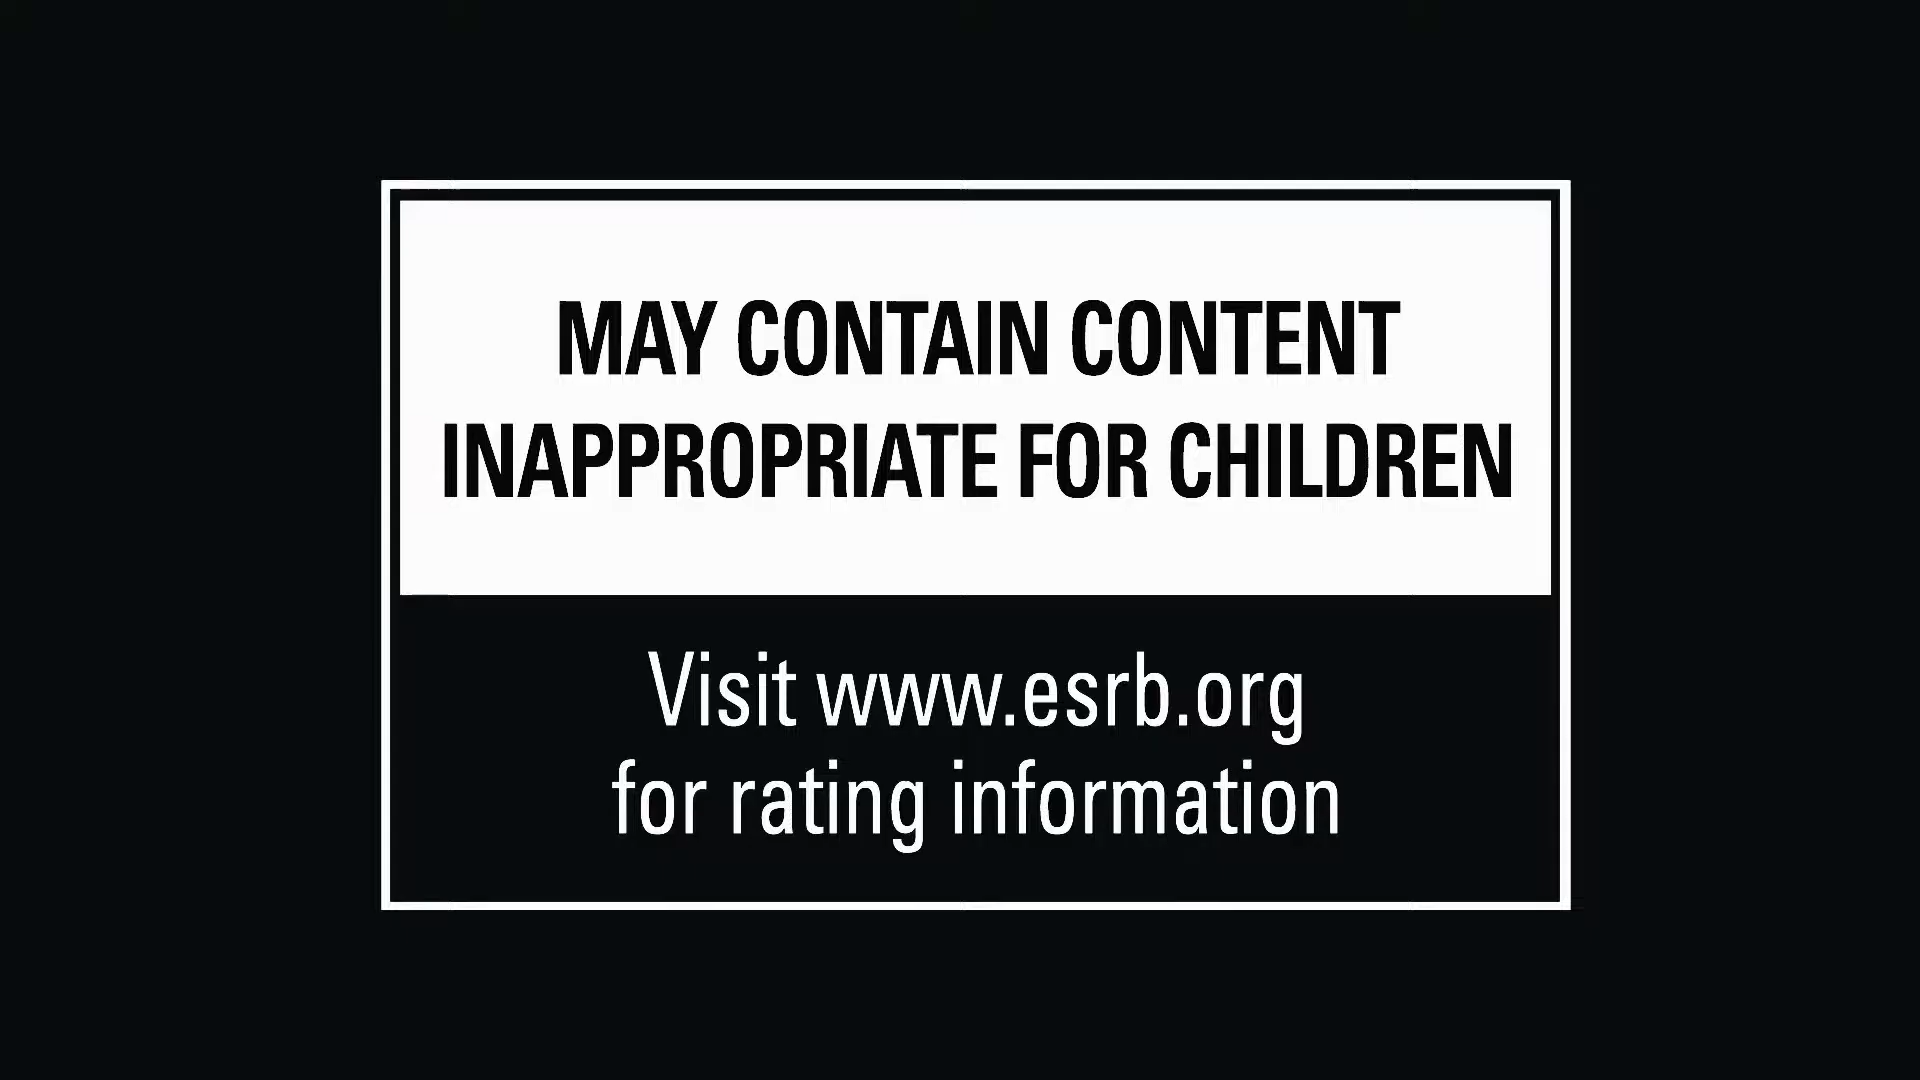 MAY CONTAIN CONTENT
INAPPROPRIATE FOR CHILDREN
Visit www.esrb.org
for rating information